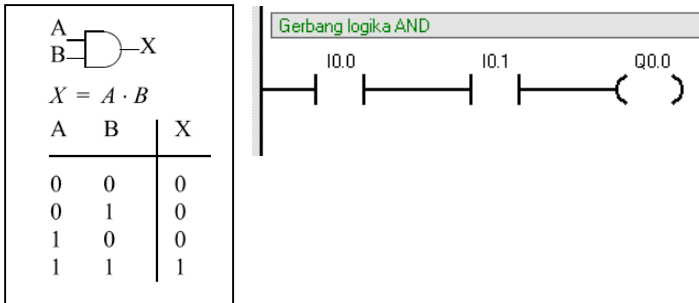 A
B
X
X = A · B
A B X
0 0 0
0 1 0
1 0 0
1 1 1
Gerbang logika AND
I0.0 I0.1 Q0.0